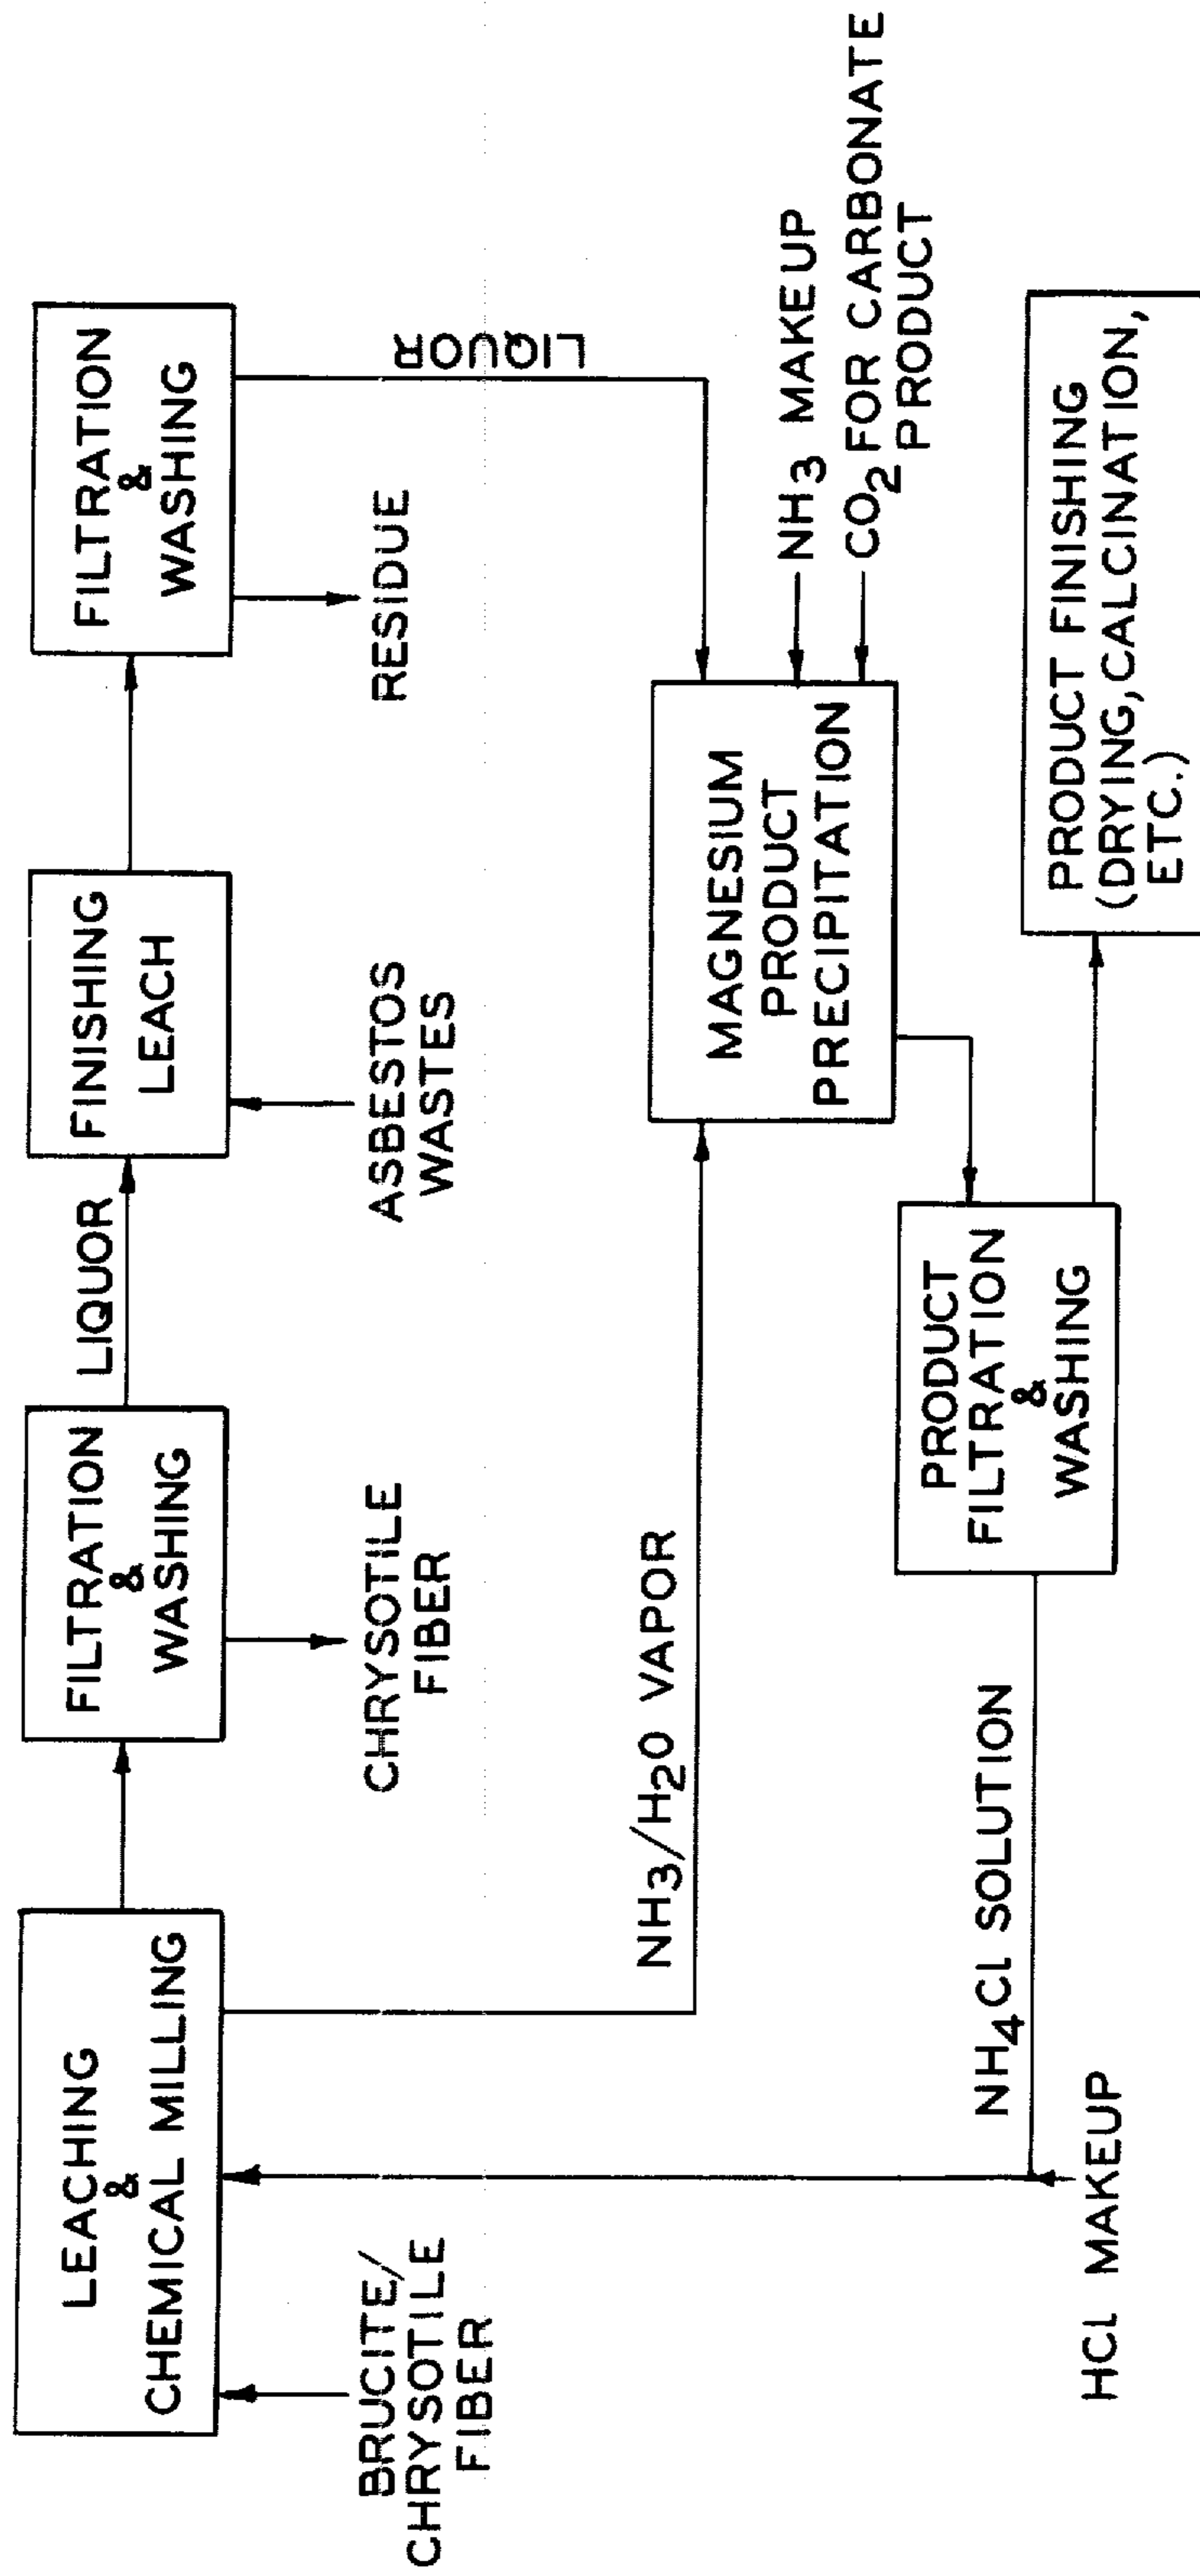 LEACHING
&
CHEMICAL MILLING
FILTRATION
&
WASHING
LIQUOR
FINISHING
LEACH
FILTRATION
&
WASHING
BRUCITE/
CHRYSOTILE
FIBER
CHRYSOTILE
FIBER
ASBESTOS
WASTES
RESIDUE
LIQUOR
NH3/H2O VAPOR
MAGNESIUM
PRODUCT
PRECIPITATION
NH3 MAKEUP
CO2 FOR CARBONATE
PRODUCT
NH4Cl SOLUTION
PRODUCT
FILTRATION
&
WASHING
PRODUCT FINISHING
(DRYING, CALCINATION,
ETC.)
HCl MAKEUP